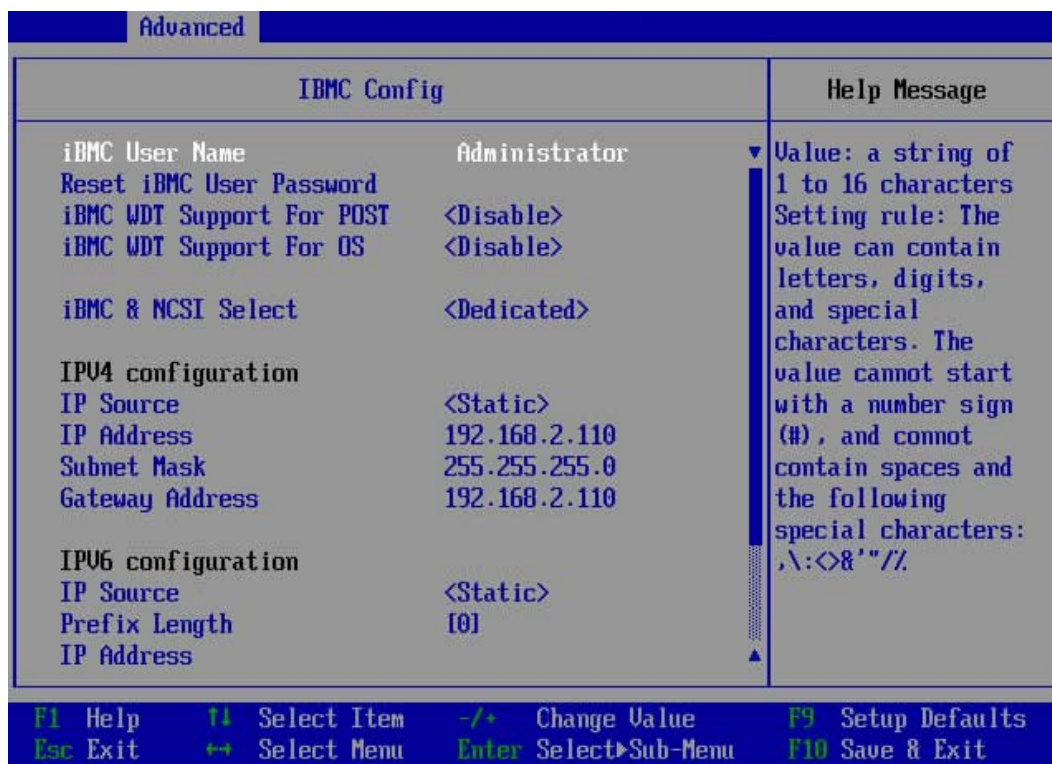 Advanced
IBMC Config
Help Message
iBMC User Name Administrator
Reset iBMC User Password
iBMC WDT Support For POST <Disable>
iBMC WDT Support For OS <Disable>
iBMC & NCSI Select <Dedicated>
IPV4 configuration
IP Source <Static>
IP Address 192.168.2.110
Subnet Mask 255.255.255.0
Gateway Address 192.168.2.110
IPV6 configuration
IP Source <Static>
Prefix Length [0]
IP Address
Value: a string of
1 to 16 characters
Setting rule: The
value can contain
letters, digits,
and special
characters. The
value cannot start
with a number sign
(#), and connot
contain spaces and
the following
special characters:
,\:<>&'"/%
F1 Help ↑↓ Select Item -/+ Change Value F9 Setup Defaults
Esc Exit ←→ Select Menu Enter Select▶Sub-Menu F10 Save & Exit